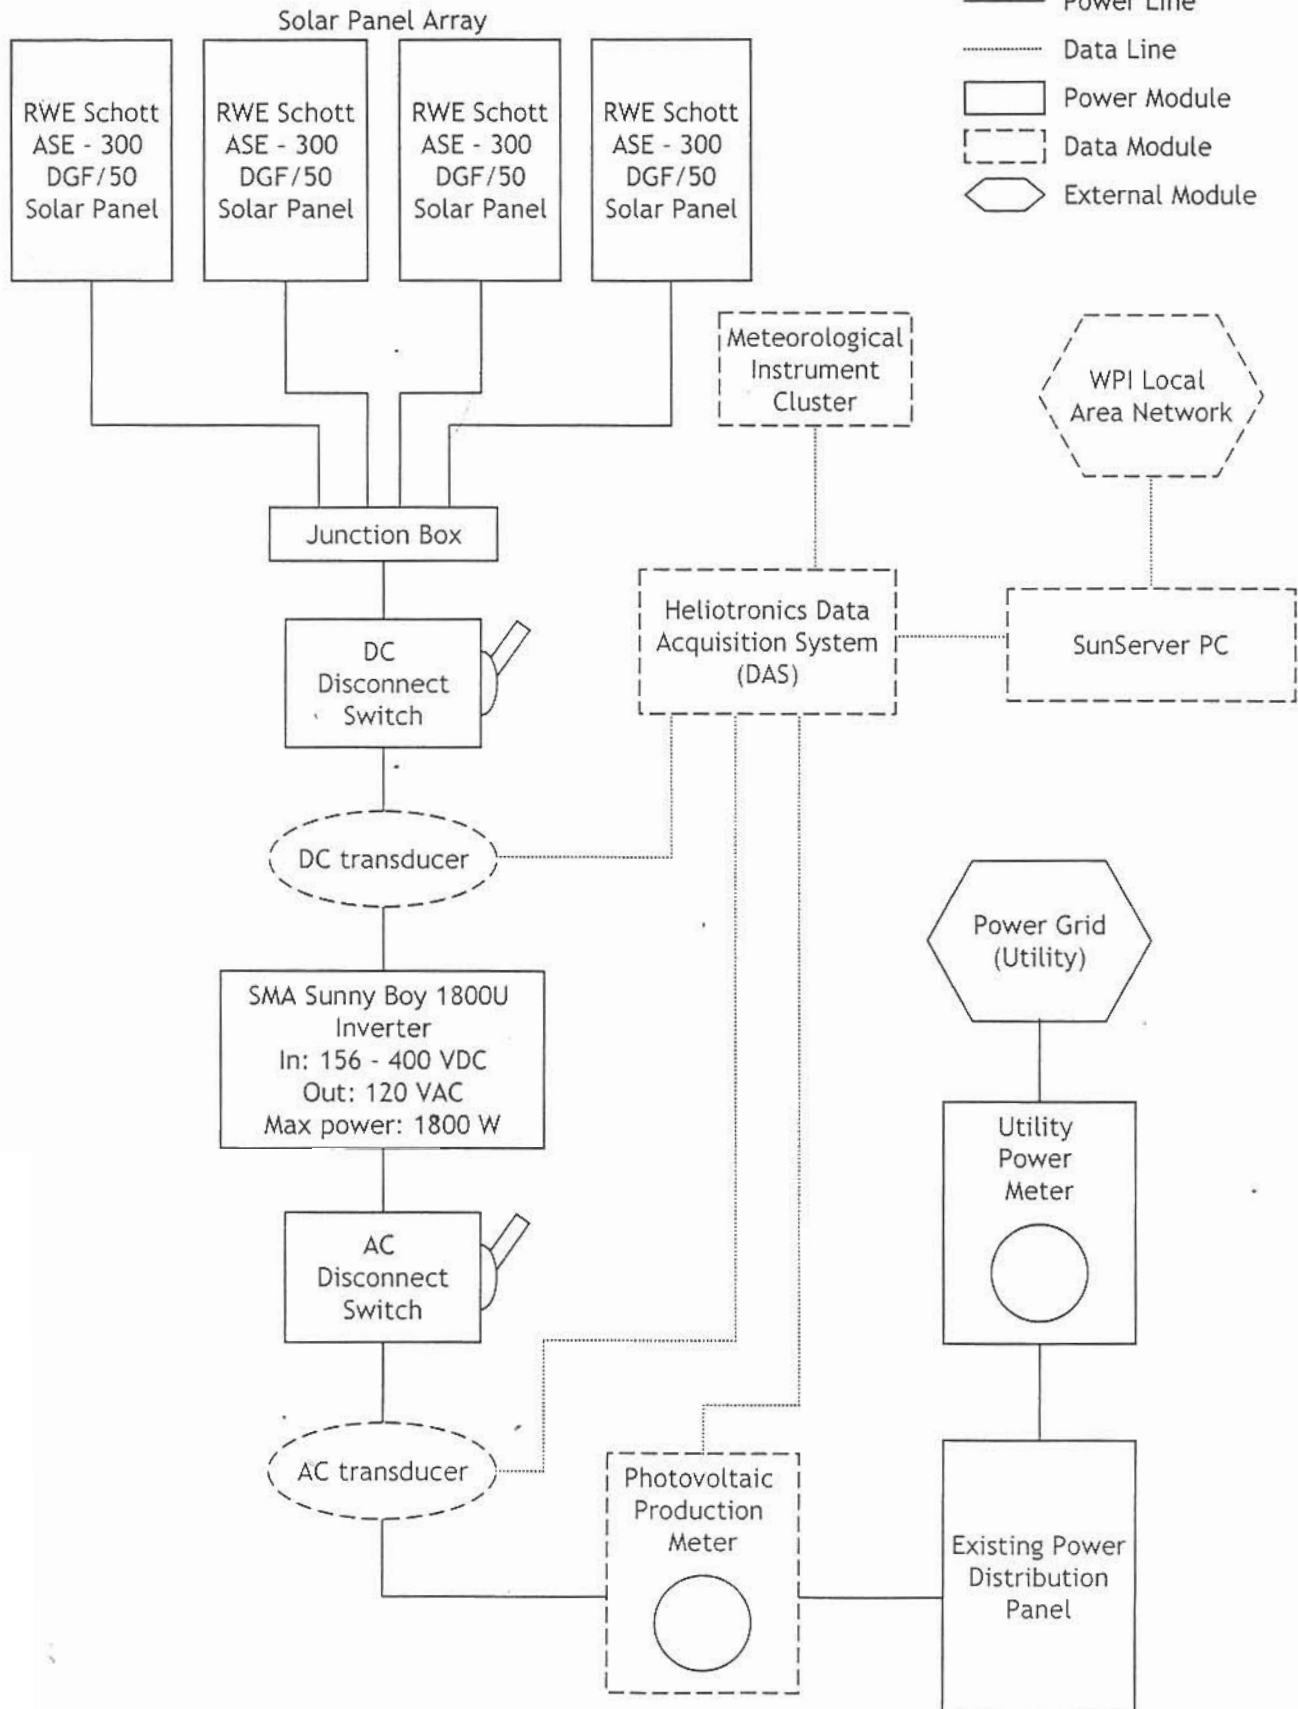 Solar Panel Array
RWE Schott
ASE - 300
DGF/50
Solar Panel
RWE Schott
ASE - 300
DGF/50
Solar Panel
RWE Schott
ASE - 300
DGF/50
Solar Panel
RWE Schott
ASE - 300
DGF/50
Solar Panel
Power Line
Data Line
Power Module
Data Module
External Module
Meteorological
Instrument
Cluster
WPI Local
Area Network
Junction Box
Heliotronics Data
Acquisition System
(DAS)
SunServer PC
DC
Disconnect
Switch
DC transducer
SMA Sunny Boy 1800U
Inverter
In: 156 - 400 VDC
Out: 120 VAC
Max power: 1800 W
Power Grid
(Utility)
Utility
Power
Meter
AC
Disconnect
Switch
AC transducer
Photovoltaic
Production
Meter
Existing Power
Distribution
Panel